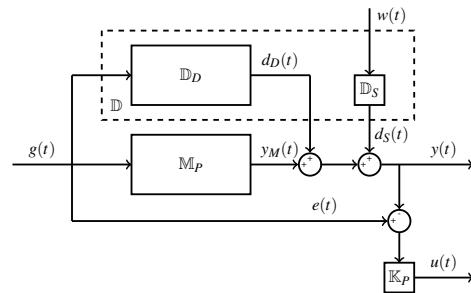 w(t)
𝔻_D
d_D(t)
𝔻_S
𝔻
d_S(t)
g(t)
𝕄_P
y_M(t)
+
+
+
+
y(t)
e(t)
-
+
𝕂_P
u(t)